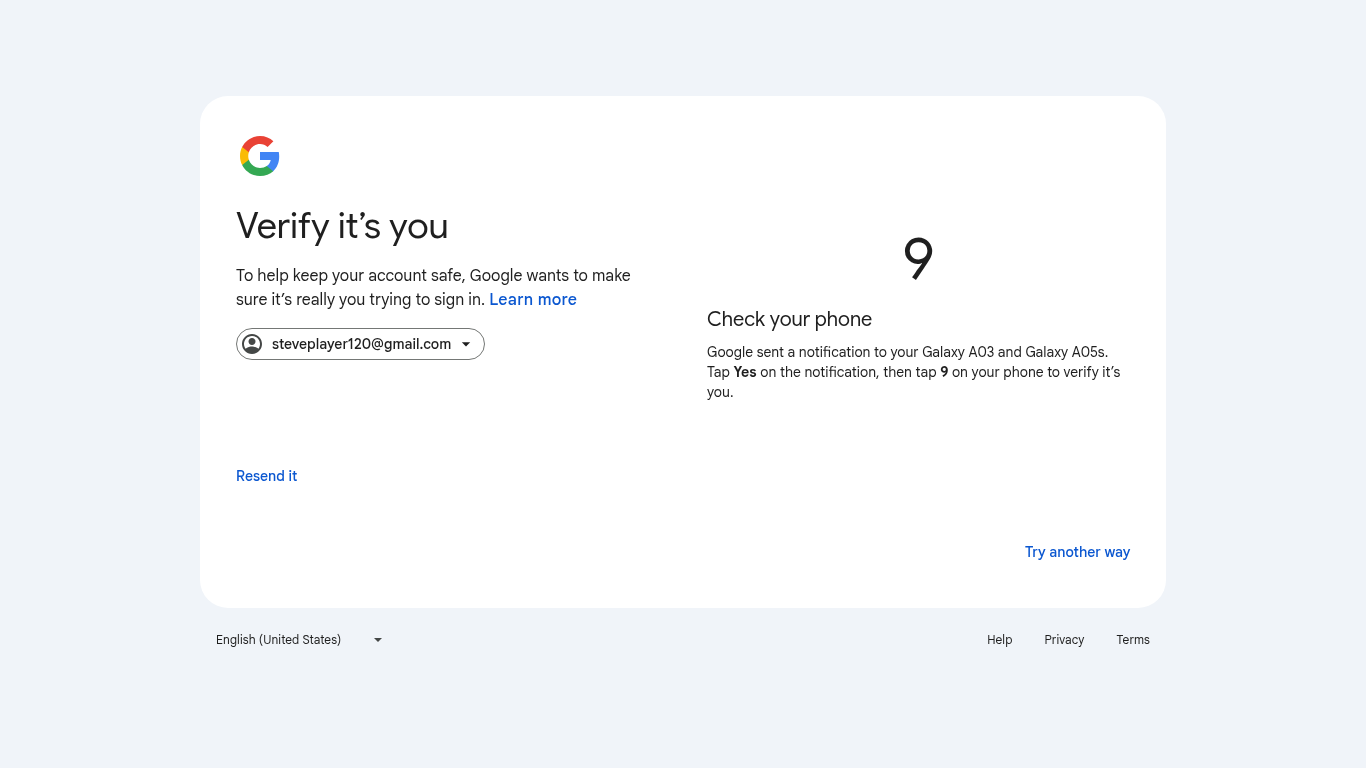 Verify it’s you
To help keep your account safe, Google wants to make
sure it’s really you trying to sign in. Learn more
steveplayer120@gmail.com
Resend it
9
Check your phone
Google sent a notification to your Galaxy A03 and Galaxy A05s.
Tap Yes on the notification, then tap 9 on your phone to verify it’s
you.
Try another way
English (United States)
Help
Privacy
Terms